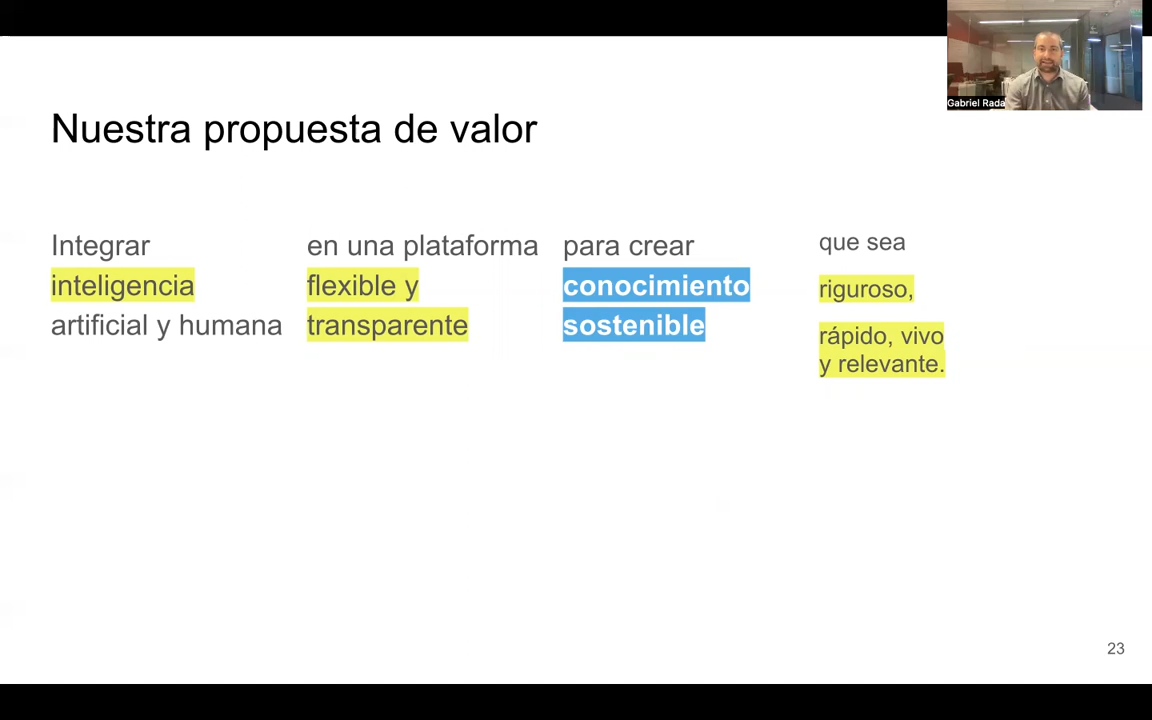 Gabriel Rada
Nuestra propuesta de valor
Integrar
inteligencia
artificial y humana
en una plataforma
flexible y
transparente
para crear
conocimiento
sostenible
que sea
riguroso,
rápido, vivo
y relevante.
23